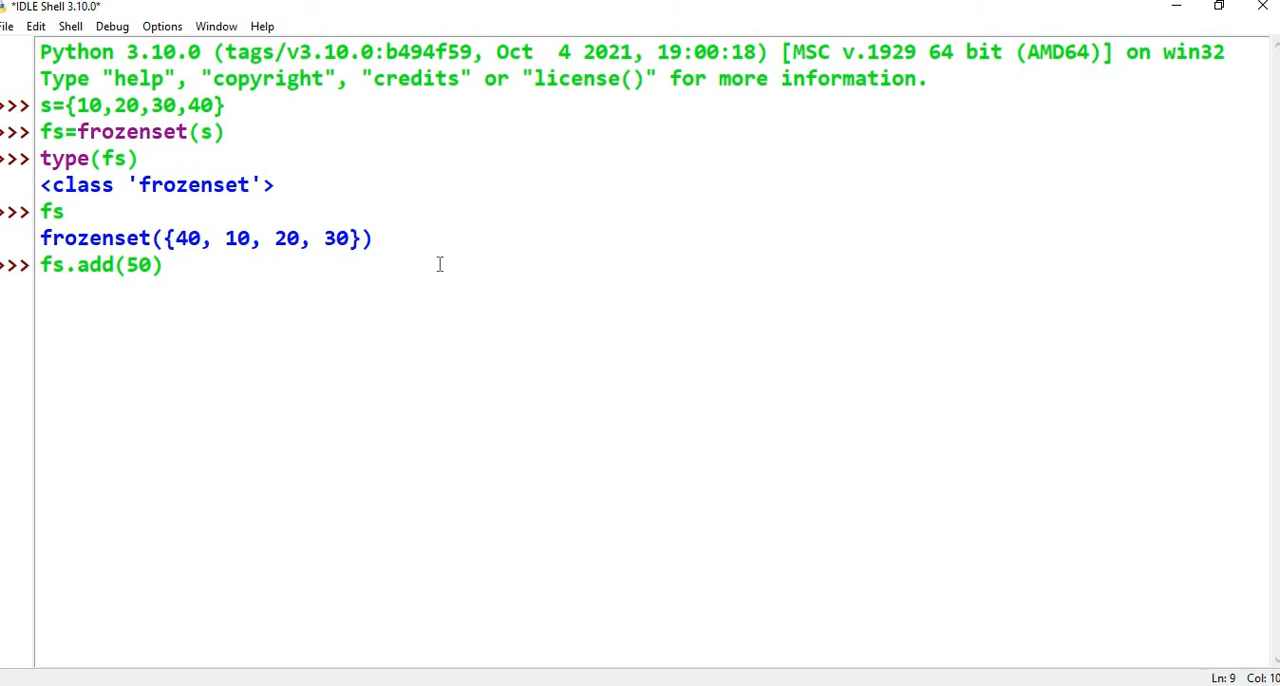 *IDLE Shell 3.10.0*
File Edit Shell Debug Options Window Help
Python 3.10.0 (tags/v3.10.0:b494f59, Oct  4 2021, 19:00:18) [MSC v.1929 64 bit (AMD64)] on win32
Type "help", "copyright", "credits" or "license()" for more information.
>>> s={10,20,30,40}
>>> fs=frozenset(s)
>>> type(fs)
<class 'frozenset'>
>>> fs
frozenset({40, 10, 20, 30})
>>> fs.add(50)
Ln: 9 Col: 10